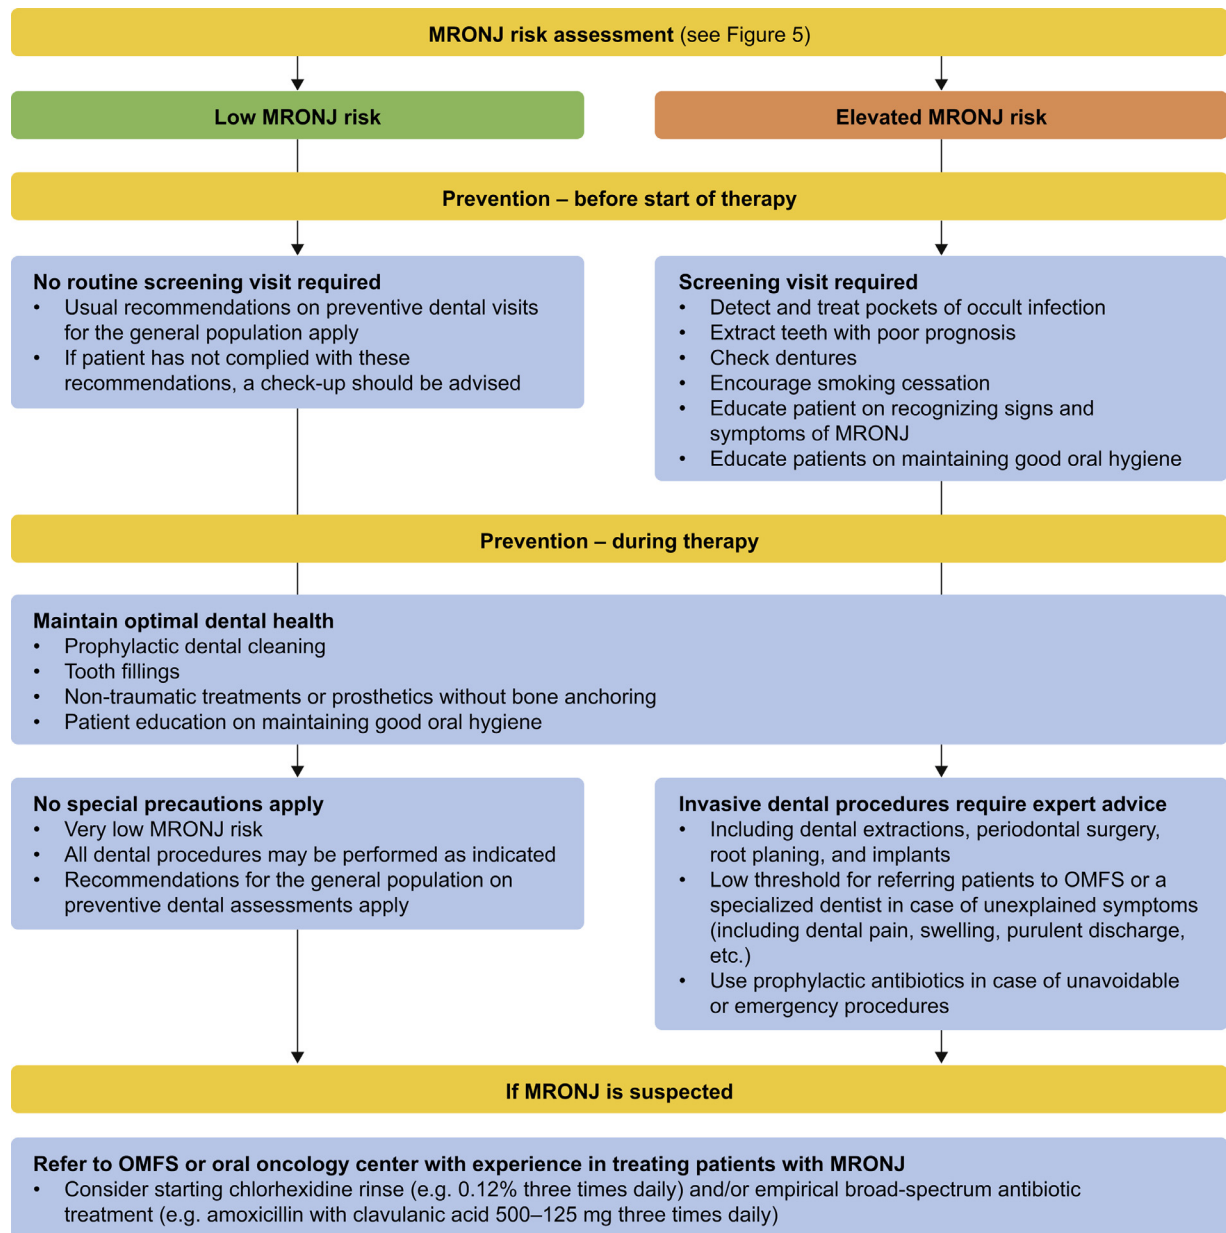 MRONJ risk assessment (see Figure 5)
Low MRONJ risk
Elevated MRONJ risk
Prevention – before start of therapy
No routine screening visit required
• Usual recommendations on preventive dental visits
for the general population apply
• If patient has not complied with these
recommendations, a check-up should be advised
Screening visit required
• Detect and treat pockets of occult infection
• Extract teeth with poor prognosis
• Check dentures
• Encourage smoking cessation
• Educate patient on recognizing signs and
symptoms of MRONJ
• Educate patients on maintaining good oral hygiene
Prevention – during therapy
Maintain optimal dental health
• Prophylactic dental cleaning
• Tooth fillings
• Non-traumatic treatments or prosthetics without bone anchoring
• Patient education on maintaining good oral hygiene
No special precautions apply
• Very low MRONJ risk
• All dental procedures may be performed as indicated
• Recommendations for the general population on
preventive dental assessments apply
Invasive dental procedures require expert advice
• Including dental extractions, periodontal surgery,
root planing, and implants
• Low threshold for referring patients to OMFS or a
specialized dentist in case of unexplained symptoms
(including dental pain, swelling, purulent discharge,
etc.)
• Use prophylactic antibiotics in case of unavoidable
or emergency procedures
If MRONJ is suspected
Refer to OMFS or oral oncology center with experience in treating patients with MRONJ
• Consider starting chlorhexidine rinse (e.g. 0.12% three times daily) and/or empirical broad-spectrum antibiotic
treatment (e.g. amoxicillin with clavulanic acid 500–125 mg three times daily)